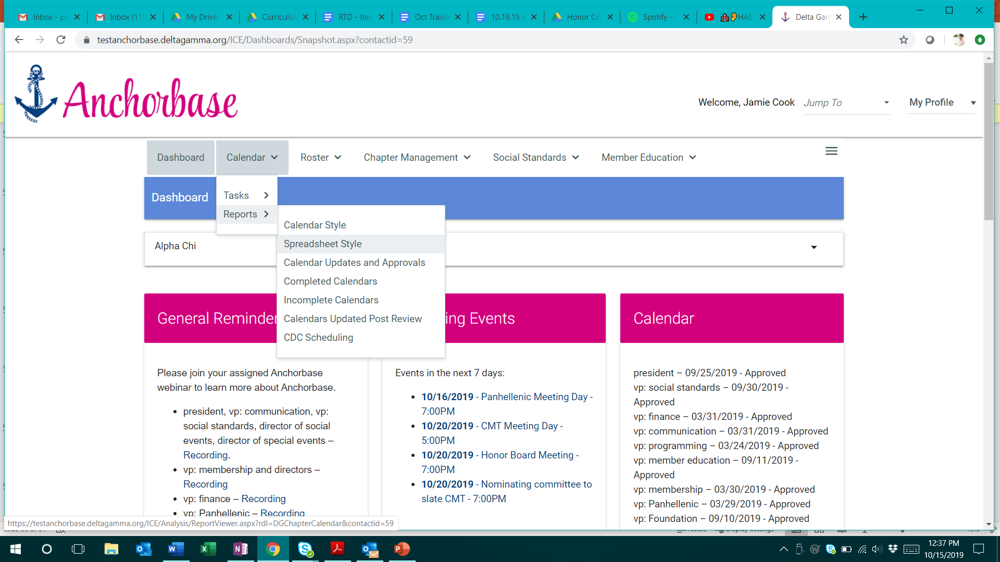 Inbox - ph
Inbox (11)
My Drive
Curriculum
RTD - Item
Oct Trainin
10.19.19 H
Honor Co
Spotify –
HAB
Delta Gam
testanchorbase.deltagamma.org/ICE/Dashboards/Snapshot.aspx?contactid=59
Anchorbase
Welcome, Jamie Cook
Jump To
My Profile
Dashboard
Calendar
Roster
Chapter Management
Social Standards
Member Education
Dashboard
Tasks
Reports
Calendar Style
Spreadsheet Style
Calendar Updates and Approvals
Completed Calendars
Incomplete Calendars
Calendars Updated Post Review
CDC Scheduling
Alpha Chi
General Reminder
ing Events
Calendar
Please join your assigned Anchorbase
webinar to learn more about Anchorbase.
• president, vp: communication, vp:
social standards, director of social
events, director of special events –
Recording.
• vp: membership and directors –
Recording
• vp: finance – Recording
• vp: Panhellenic – Recording
Events in the next 7 days:
• 10/16/2019 - Panhellenic Meeting Day -
7:00PM
• 10/20/2019 - CMT Meeting Day -
5:00PM
• 10/20/2019 - Honor Board Meeting -
7:00PM
• 10/20/2019 - Nominating committee to
slate CMT - 7:00PM
president – 09/25/2019 - Approved
vp: social standards – 09/30/2019 -
Approved
vp: finance – 03/31/2019 - Approved
vp: communication – 03/31/2019 - Approved
vp: programming – 03/24/2019 - Approved
vp: member education – 09/11/2019 -
Approved
vp: membership – 03/30/2019 - Approved
vp: Panhellenic – 03/29/2019 - Approved
vp: Foundation – 09/10/2019 - Approved
https://testanchorbase.deltagamma.org/ICE/Analysis/ReportViewer.aspx?rdl=DGChapterCalendar&contactid=59
Notes
Display Settings
12:37 PM
10/15/2019